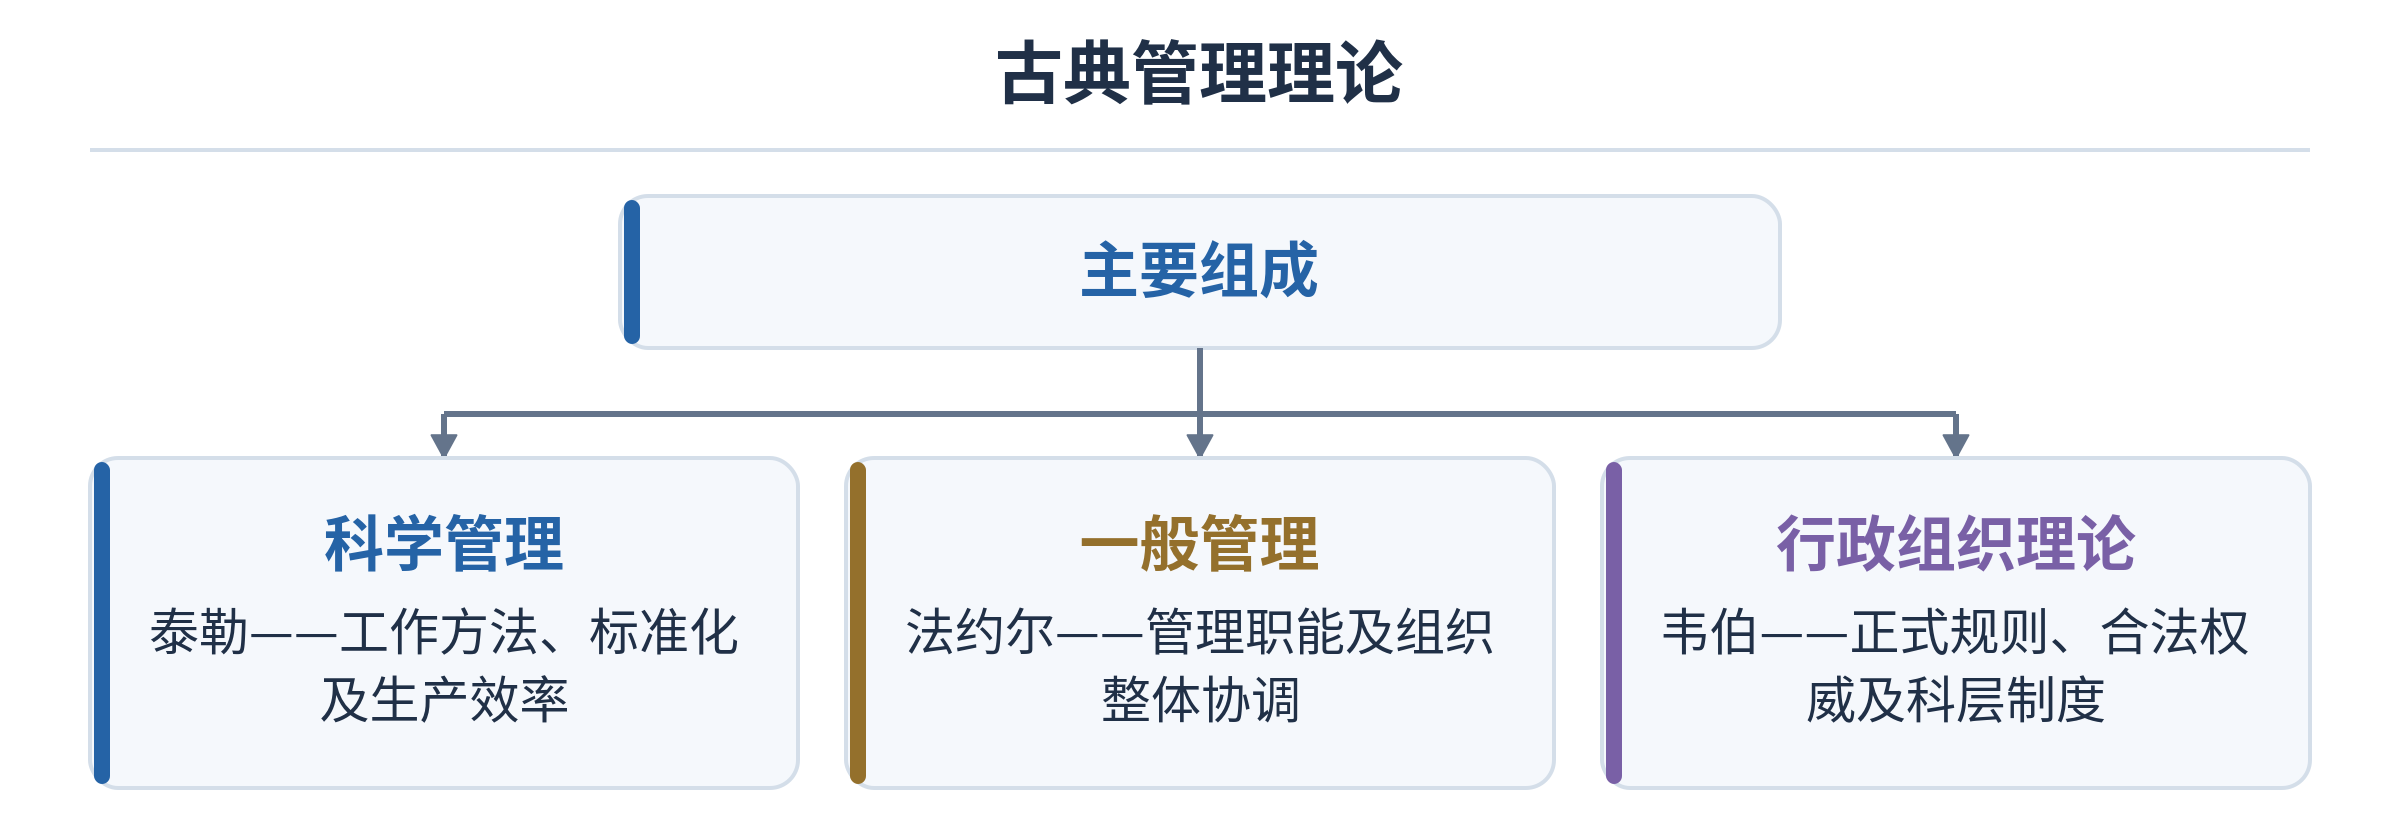 古典管理理论
主要组成
科学管理
泰勒——工作方法、标准化
及生产效率
一般管理
法约尔——管理职能及组织
整体协调
行政组织理论
韦伯——正式规则、合法权
威及科层制度